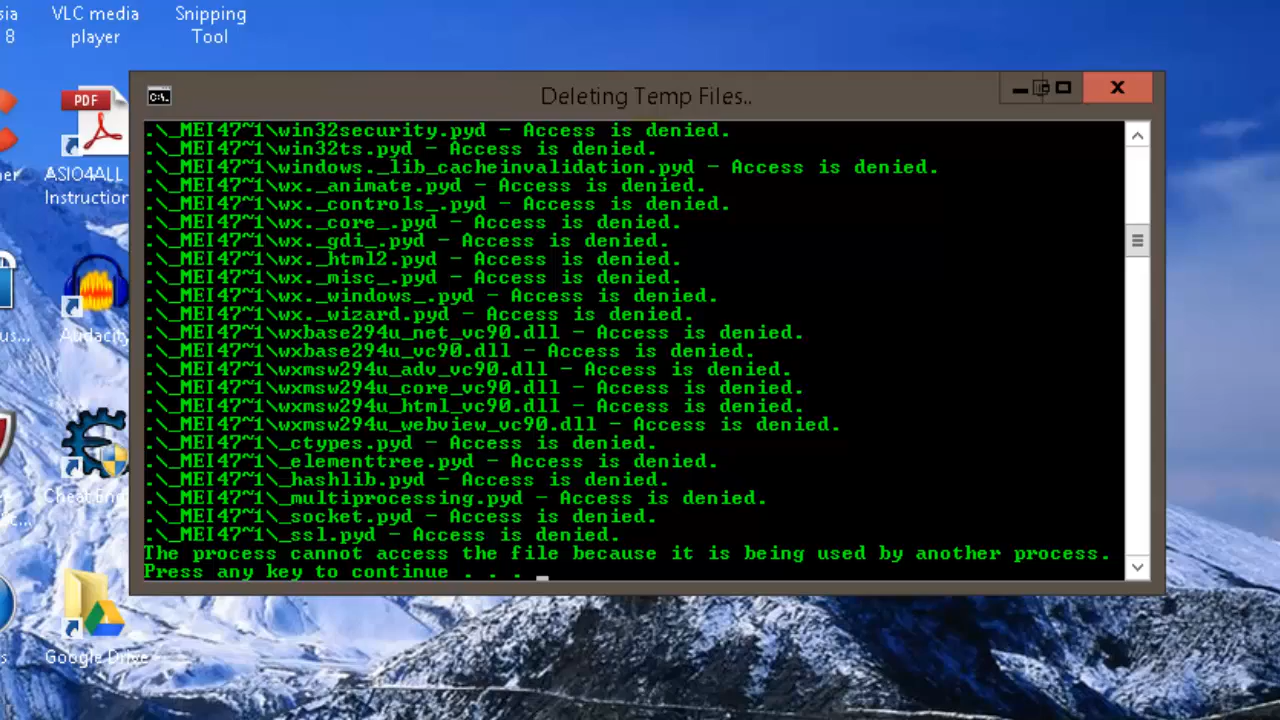 sia
VLC media
Snipping
8
player
Tool
Deleting Temp Files..
C:\.
.\_MEI47~1\win32security.pyd - Access is denied.
.\_MEI47~1\win32ts.pyd - Access is denied.
.\_MEI47~1\windows._lib_cacheinvalidation.pyd - Access is denied.
.\_MEI47~1\wx._animate.pyd - Access is denied.
.\_MEI47~1\wx._controls_.pyd - Access is denied.
.\_MEI47~1\wx._core_.pyd - Access is denied.
.\_MEI47~1\wx._gdi_.pyd - Access is denied.
.\_MEI47~1\wx._html2.pyd - Access is denied.
.\_MEI47~1\wx._misc_.pyd - Access is denied.
.\_MEI47~1\wx._windows_.pyd - Access is denied.
.\_MEI47~1\wx._wizard.pyd - Access is denied.
.\_MEI47~1\wxbase294u_net_vc90.dll - Access is denied.
.\_MEI47~1\wxbase294u_vc90.dll - Access is denied.
.\_MEI47~1\wxmsw294u_adv_vc90.dll - Access is denied.
.\_MEI47~1\wxmsw294u_core_vc90.dll - Access is denied.
.\_MEI47~1\wxmsw294u_html_vc90.dll - Access is denied.
.\_MEI47~1\wxmsw294u_webview_vc90.dll - Access is denied.
.\_MEI47~1\_ctypes.pyd - Access is denied.
.\_MEI47~1\_elementtree.pyd - Access is denied.
.\_MEI47~1\_hashlib.pyd - Access is denied.
.\_MEI47~1\_multiprocessing.pyd - Access is denied.
.\_MEI47~1\_socket.pyd - Access is denied.
.\_MEI47~1\_ssl.pyd - Access is denied.
The process cannot access the file because it is being used by another process.
Press any key to continue . . .
PDF
ner
ASIO4ALL
Instruction
us...
Audacity
Cheat Engine
Google Drive
s